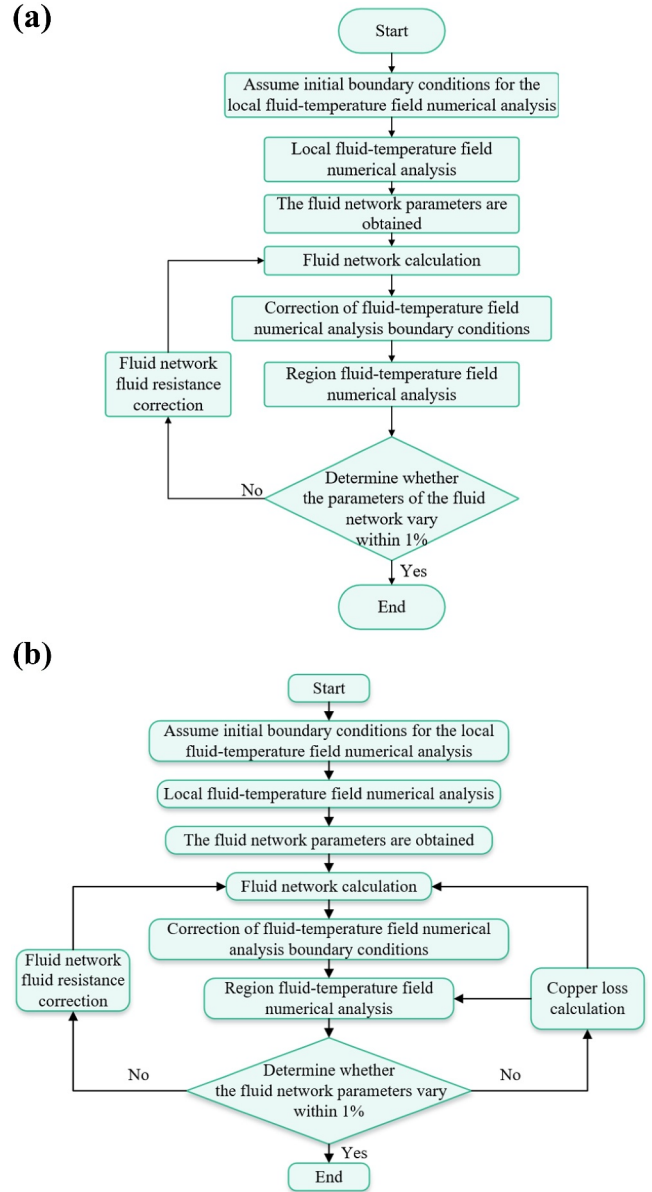 (a)
Start
Assume initial boundary conditions for the
local fluid-temperature field numerical analysis
Local fluid-temperature field
numerical analysis
The fluid network parameters are
obtained
Fluid network calculation
Correction of fluid-temperature field
numerical analysis boundary conditions
Fluid network
fluid resistance
correction
Region fluid-temperature field
numerical analysis
Determine whether
the parameters of the fluid
network vary
within 1%
No
Yes
End
(b)
Start
Assume initial boundary conditions for the local
fluid-temperature field numerical analysis
Local fluid-temperature field numerical analysis
The fluid network parameters are obtained
Fluid network calculation
Correction of fluid-temperature field numerical
analysis boundary conditions
Fluid network
fluid resistance
correction
Region fluid-temperature field
numerical analysis
Copper loss
calculation
Determine whether
the fluid network parameters vary
within 1%
No
No
Yes
End